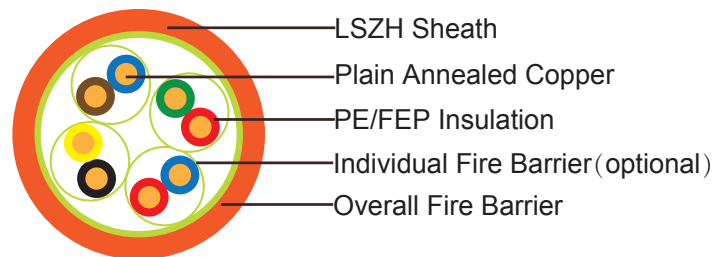 LSZH Sheath
Plain Annealed Copper
PE/FEP Insulation
Individual Fire Barrier（optional）
Overall Fire Barrier